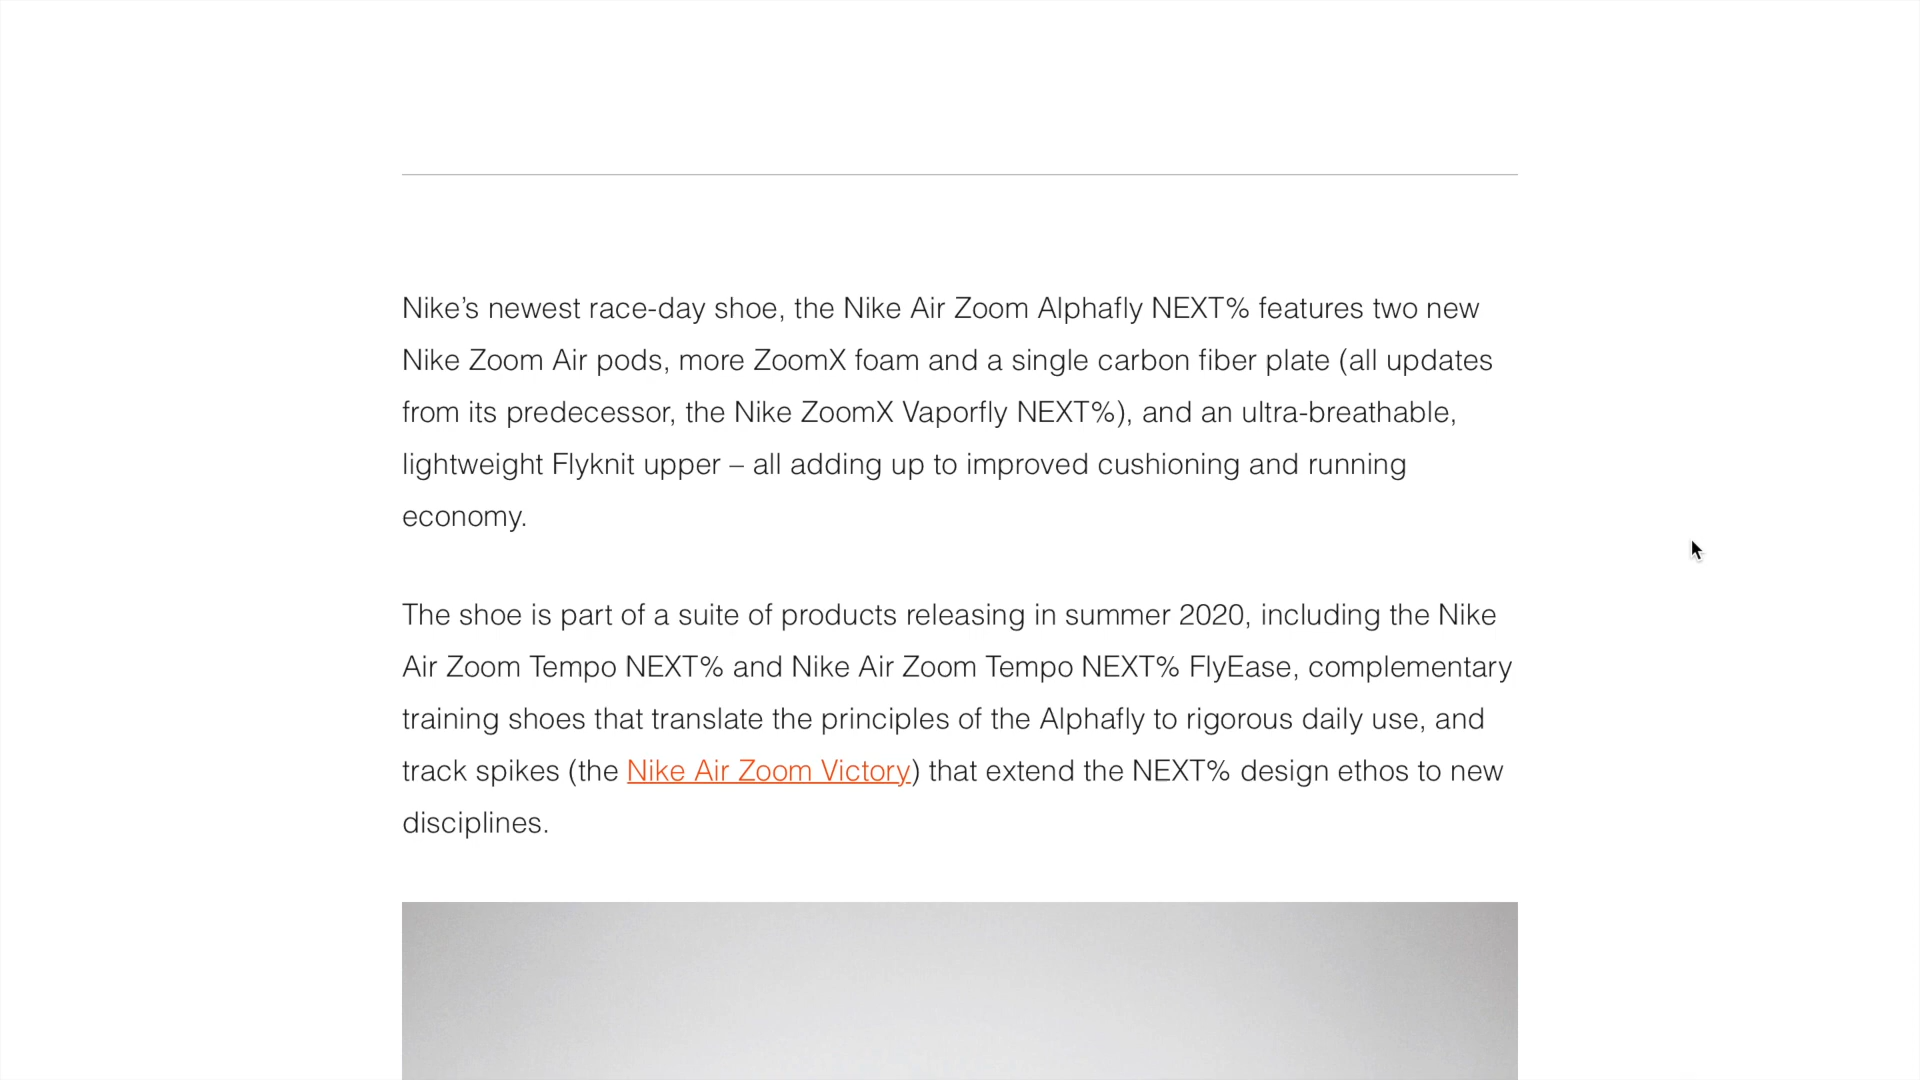 Nike’s newest race-day shoe, the Nike Air Zoom Alphafly NEXT% features two new
Nike Zoom Air pods, more ZoomX foam and a single carbon fiber plate (all updates
from its predecessor, the Nike ZoomX Vaporfly NEXT%), and an ultra-breathable,
lightweight Flyknit upper – all adding up to improved cushioning and running
economy.
The shoe is part of a suite of products releasing in summer 2020, including the Nike
Air Zoom Tempo NEXT% and Nike Air Zoom Tempo NEXT% FlyEase, complementary
training shoes that translate the principles of the Alphafly to rigorous daily use, and
track spikes (the Nike Air Zoom Victory) that extend the NEXT% design ethos to new
disciplines.